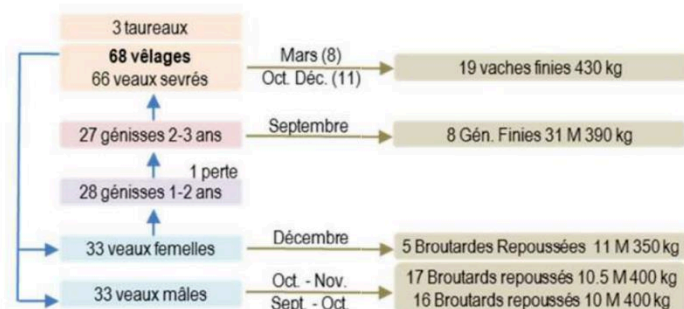 3 taureaux
68 vêlages
66 veaux sevrés
Mars (8)
Oct. Déc. (11)
19 vaches finies 430 kg
27 génisses 2-3 ans
Septembre
8 Gén. Finies 31 M 390 kg
1 perte
28 génisses 1-2 ans
33 veaux femelles
Décembre
5 Broutardes Repoussées 11 M 350 kg
33 veaux mâles
Oct. - Nov.
Sept. - Oct.
17 Broutards repoussés 10.5 M 400 kg
16 Broutards repoussés 10 M 400 kg